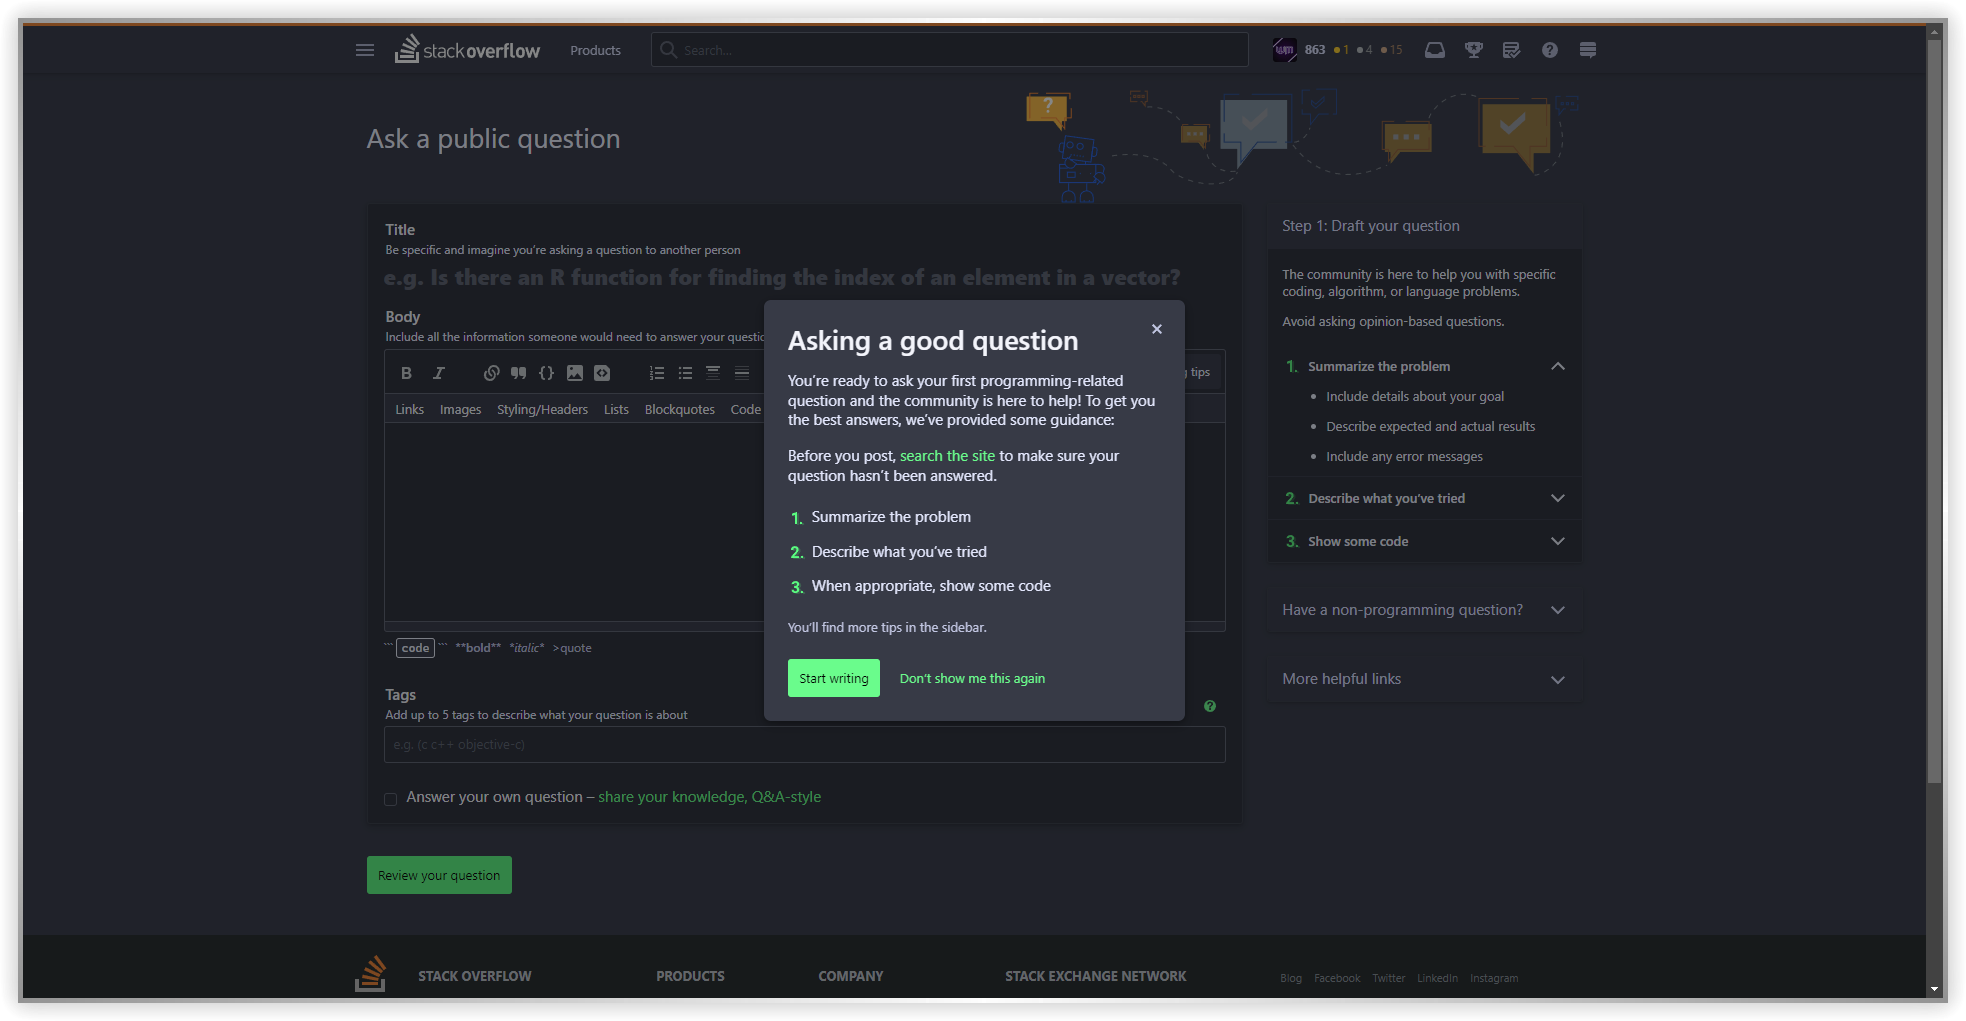 stackoverflow
Products
Search...
863 1 4 15
Ask a public question
Title
Be specific and imagine you're asking a question to another person
e.g. Is there an R function for finding the index of an element in a vector?
Body
Include all the information someone would need to answer your
B I
tips
Links Images Styling/Headers Lists Blockquotes Code
``` code ``` **bold** *italic* >quote
Tags
Add up to 5 tags to describe what your question is about
e.g. (c c++ objective-c)
Answer your own question – share your knowledge, Q&A-style
Review your question
Asking a good question
You're ready to ask your first programming-related
question and the community is here to help! To get you
the best answers, we've provided some guidance:
Before you post, search the site to make sure your
question hasn't been answered.
1. Summarize the problem
2. Describe what you've tried
3. When appropriate, show some code
You'll find more tips in the sidebar.
Start writing
Don't show me this again
Step 1: Draft your question
The community is here to help you with specific
coding, algorithm, or language problems.
Avoid asking opinion-based questions.
1. Summarize the problem
• Include details about your goal
• Describe expected and actual results
• Include any error messages
2. Describe what you've tried
3. Show some code
Have a non-programming question?
More helpful links
STACK OVERFLOW
PRODUCTS
COMPANY
STACK EXCHANGE NETWORK
Blog Facebook Twitter LinkedIn Instagram